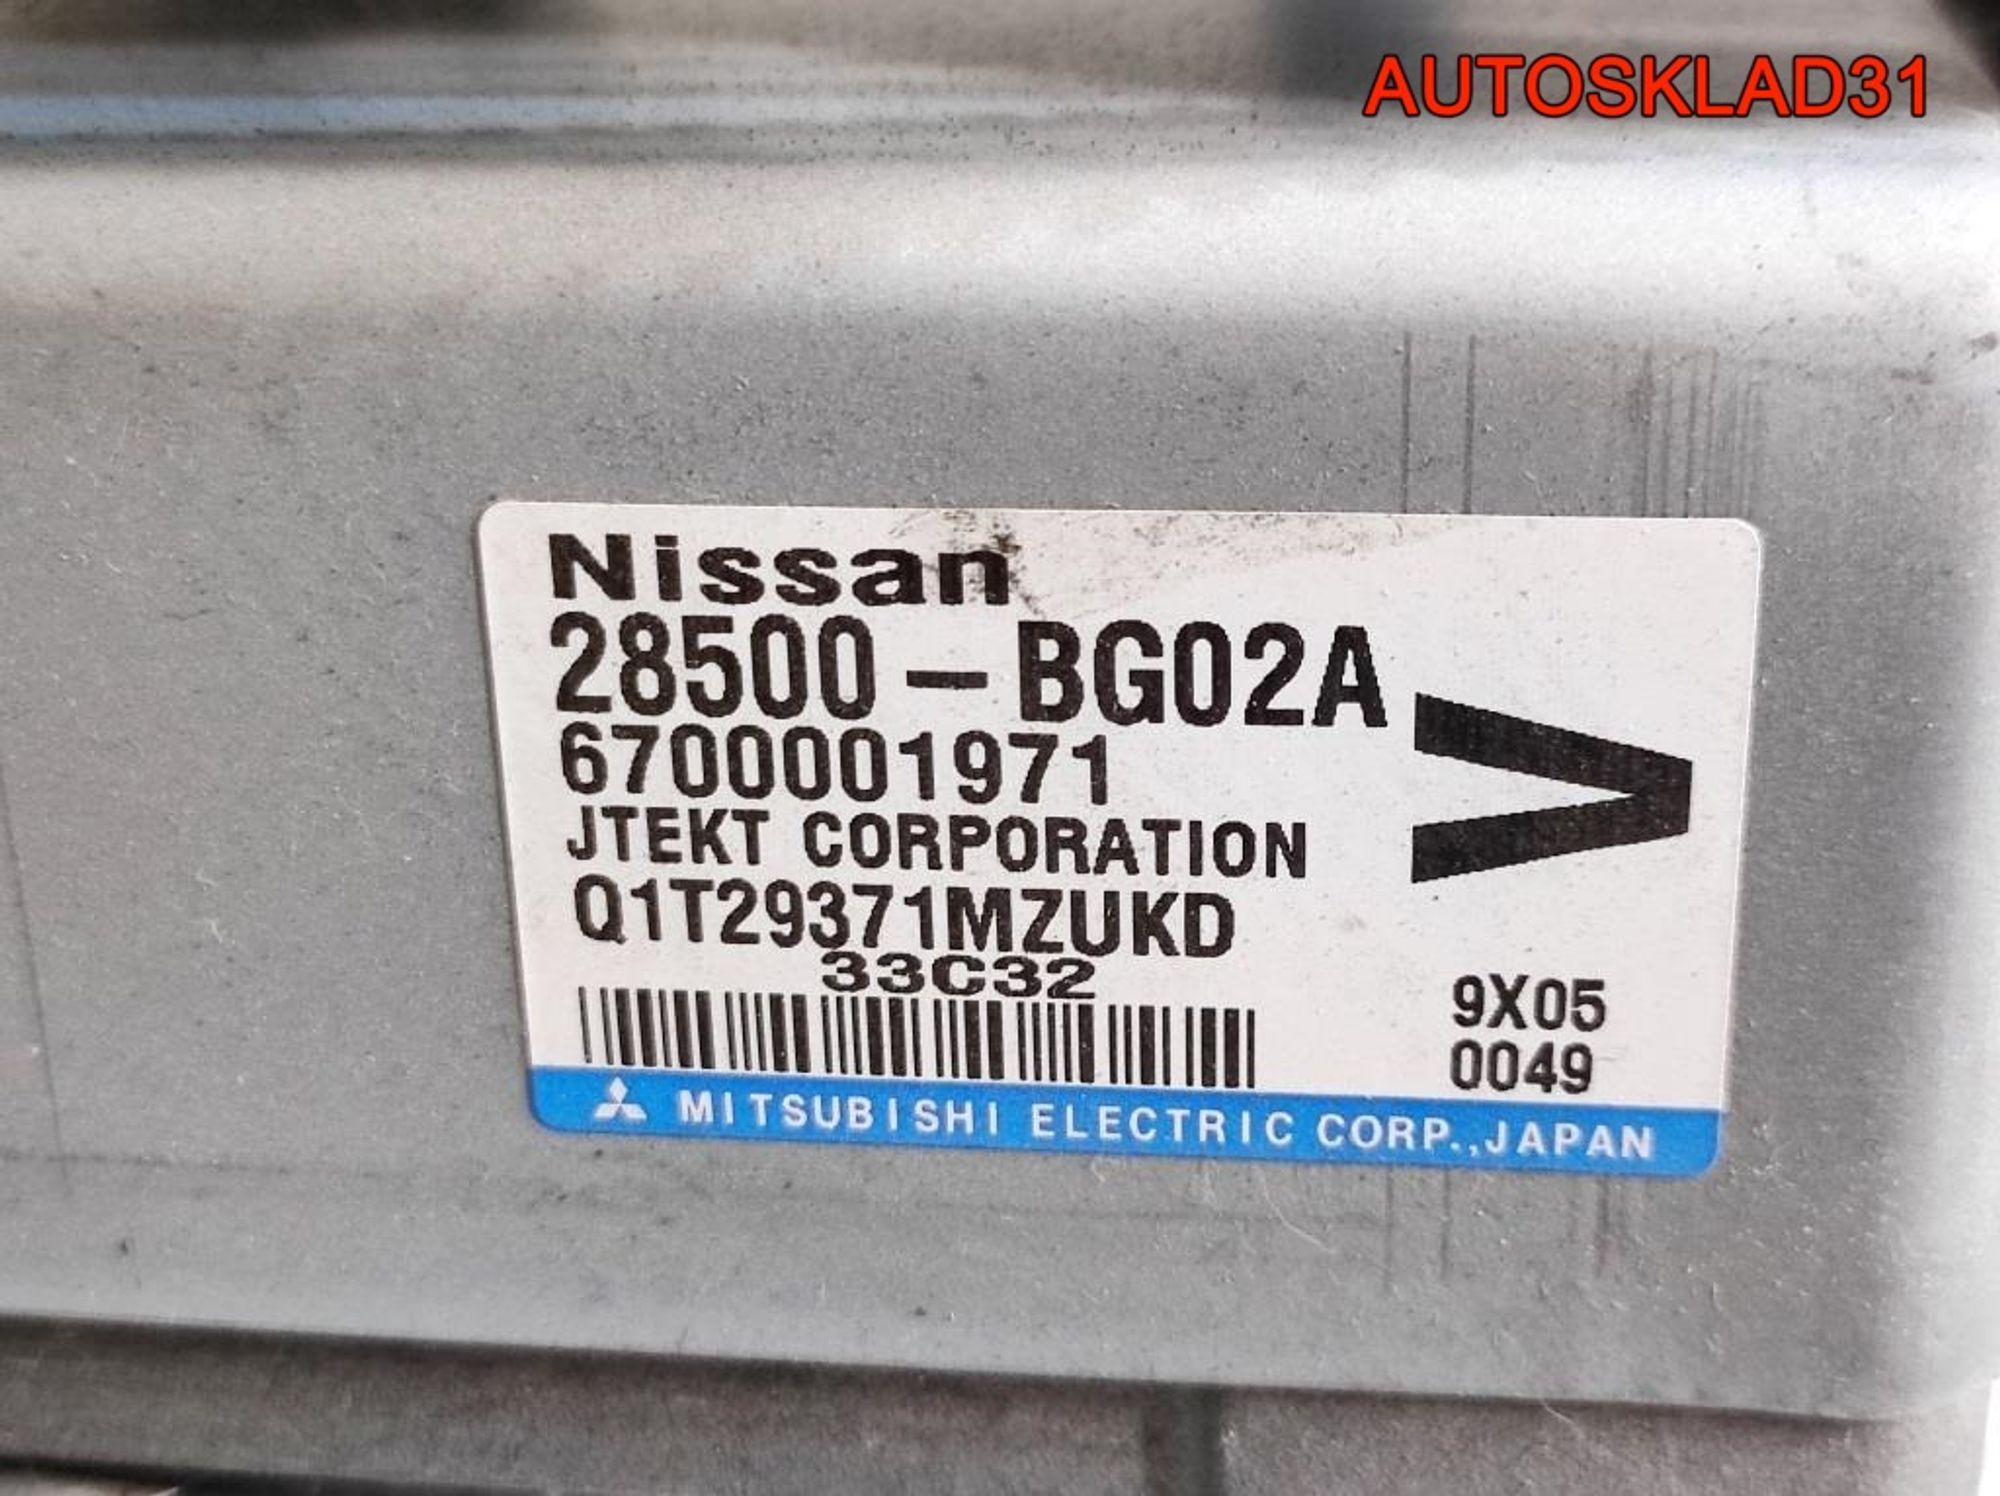 AUTOSKLAD31
Nissan
28500-BG02A
6700001971
JTEKT CORPORATION
Q1T29371MZUKD
33C32
9X05
0049
MITSUBISHI ELECTRIC CORP.,JAPAN